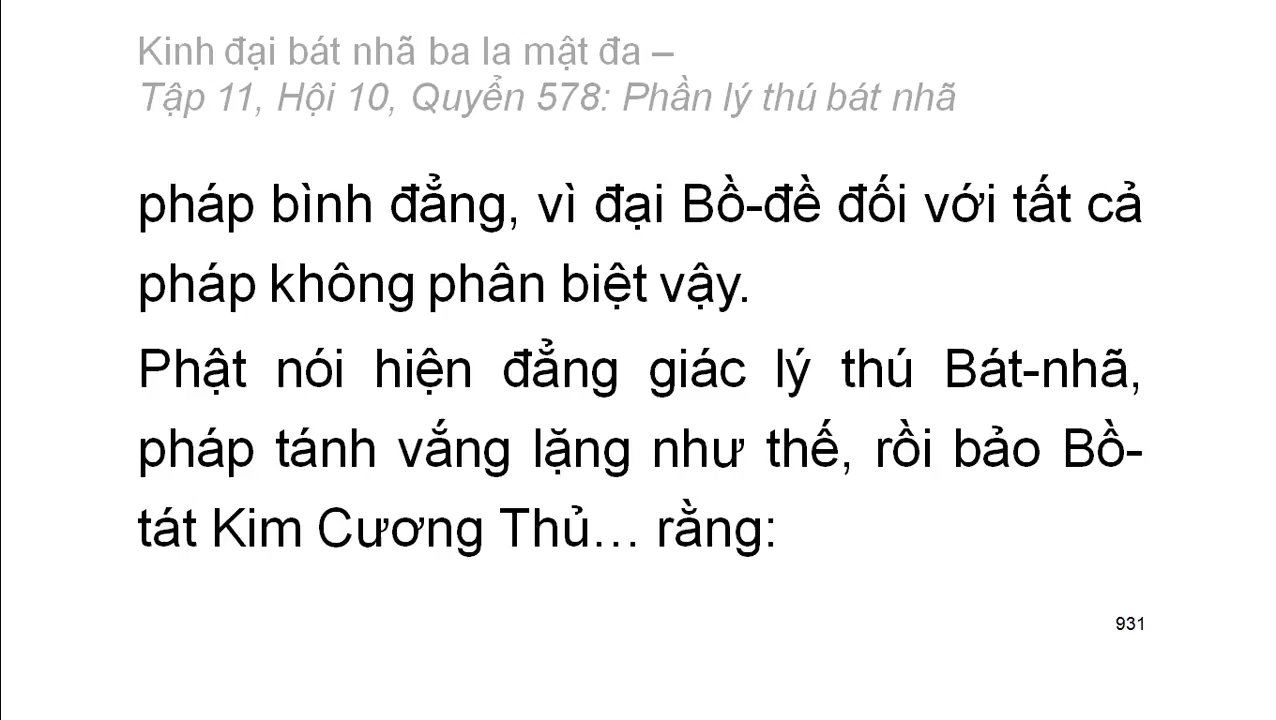 Kinh đại bát nhã ba la mật đa –
Tập 11, Hội 10, Quyển 578: Phần lý thú bát nhã
pháp bình đẳng, vì đại Bồ-đề đối với tất cả
pháp không phân biệt vậy.
Phật nói hiện đẳng giác lý thú Bát-nhã,
pháp tánh vắng lặng như thế, rồi bảo Bồ-
tát Kim Cương Thủ… rằng:
931